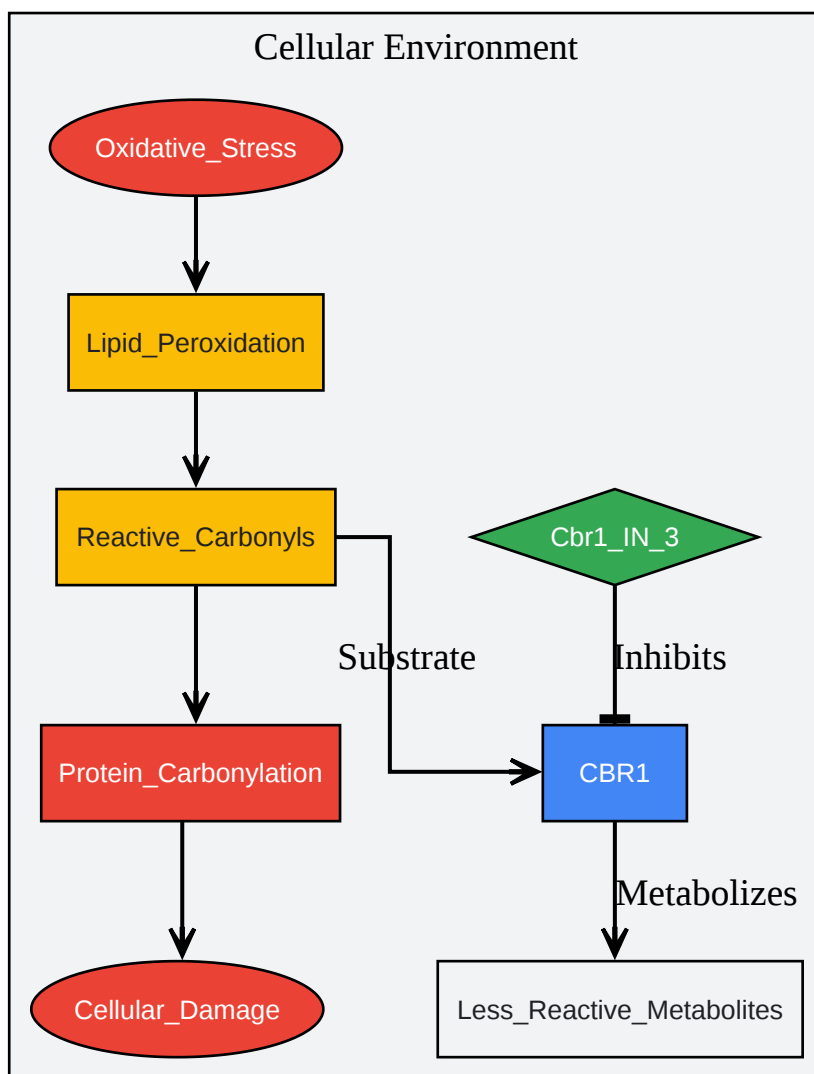 Cellular Environment
Oxidative_Stress
Lipid_Peroxidation
Reactive_Carbonyls
Cbr1_IN_3
Substrate
Inhibits
Protein_Carbonylation
CBR1
Metabolizes
Cellular_Damage
Less_Reactive_Metabolites